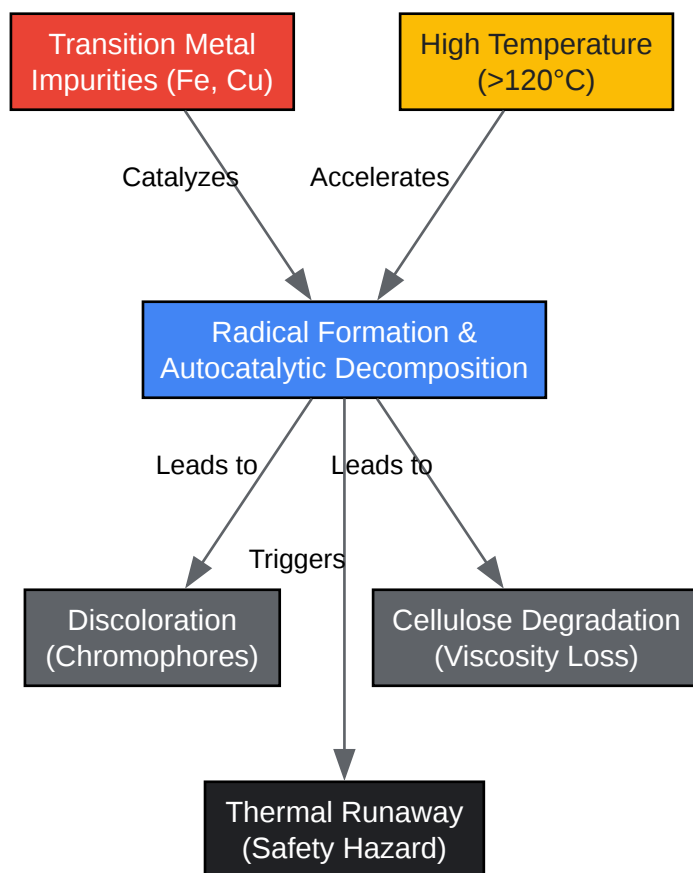 Transition Metal
Impurities (Fe, Cu)
High Temperature
(>120°C)
Catalyzes
Accelerates
Radical Formation &
Autocatalytic Decomposition
Leads to
Leads to
Triggers
Discoloration
(Chromophores)
Cellulose Degradation
(Viscosity Loss)
Thermal Runaway
(Safety Hazard)